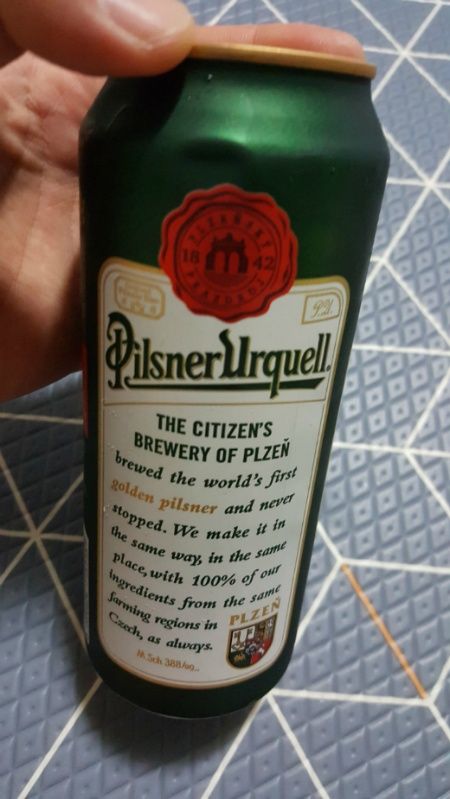 PLZEŇSKÝ
18 42
PRAZDROJ
Pilsner Urquell.
THE CITIZEN'S
BREWERY OF PLZEŇ
brewed the world's first
golden pilsner and never
stopped. We make it in
the same way, in the same
place, with 100% of our
ingredients from the same
farming regions in
Czech, as always.
PLZEŇ